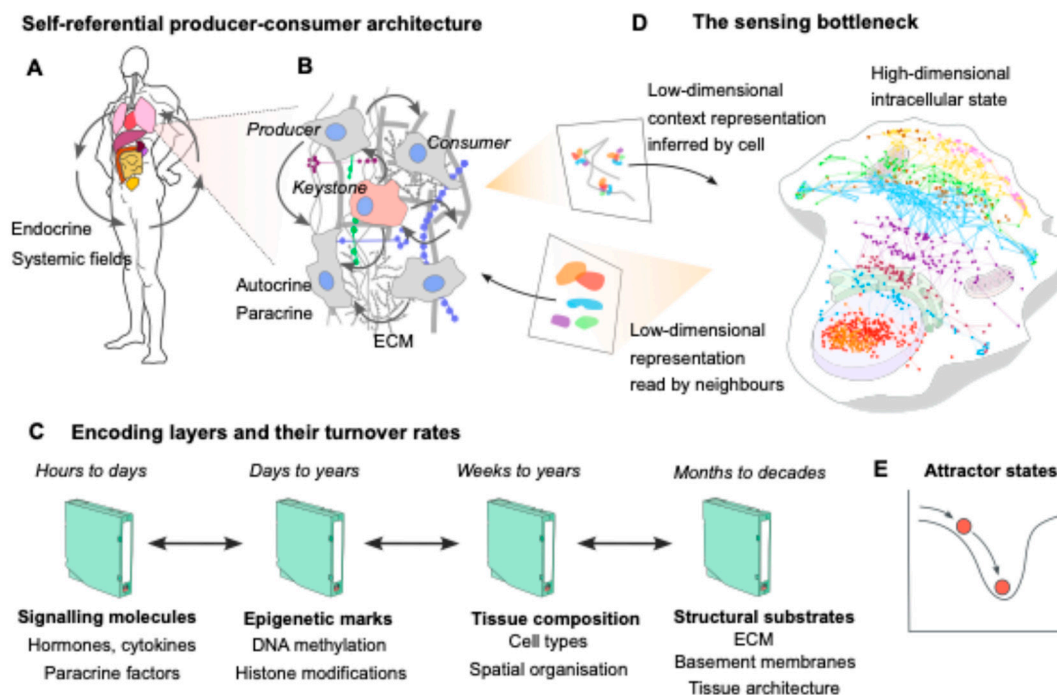 Self-referential producer-consumer architecture
A
Endocrine
Systemic fields
B
Producer
Consumer
Keystone
Autocrine
Paracrine
ECM
D The sensing bottleneck
Low-dimensional
context representation
inferred by cell
High-dimensional
intracellular state
Low-dimensional
representation
read by neighbours
C Encoding layers and their turnover rates
Hours to days
Signalling molecules
Hormones, cytokines
Paracrine factors
Days to years
Epigenetic marks
DNA methylation
Histone modifications
Weeks to years
Tissue composition
Cell types
Spatial organisation
Months to decades
Structural substrates
ECM
Basement membranes
Tissue architecture
E Attractor states